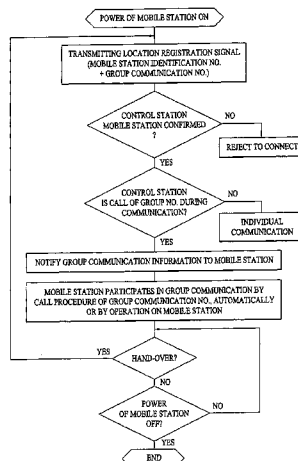 POWER OF MOBILE STATION ON
TRANSMITTING LOCATION REGISTRATION SIGNAL
(MOBILE STATION IDENTIFICATION NO.
+ GROUP COMMUNICATION NO.)
CONTROL STATION
MOBILE STATION CONFIRMED
?
NO
REJECT TO CONNECT
YES
CONTROL STATION
IS CALL OF GROUP NO. DURING
COMMUNICATION?
NO
INDIVIDUAL
COMMUNICATION
YES
NOTIFY GROUP COMMUNICATION INFORMATION TO MOBILE STATION
MOBILE STATION PARTICIPATES IN GROUP COMMUNICATION BY
CALL PROCEDURE OF GROUP COMMUNICATION NO., AUTOMATICALLY
OR BY OPERATION ON MOBILE STATION
YES
HAND-OVER?
NO
POWER
OF MOBILE STATION
OFF?
NO
YES
END